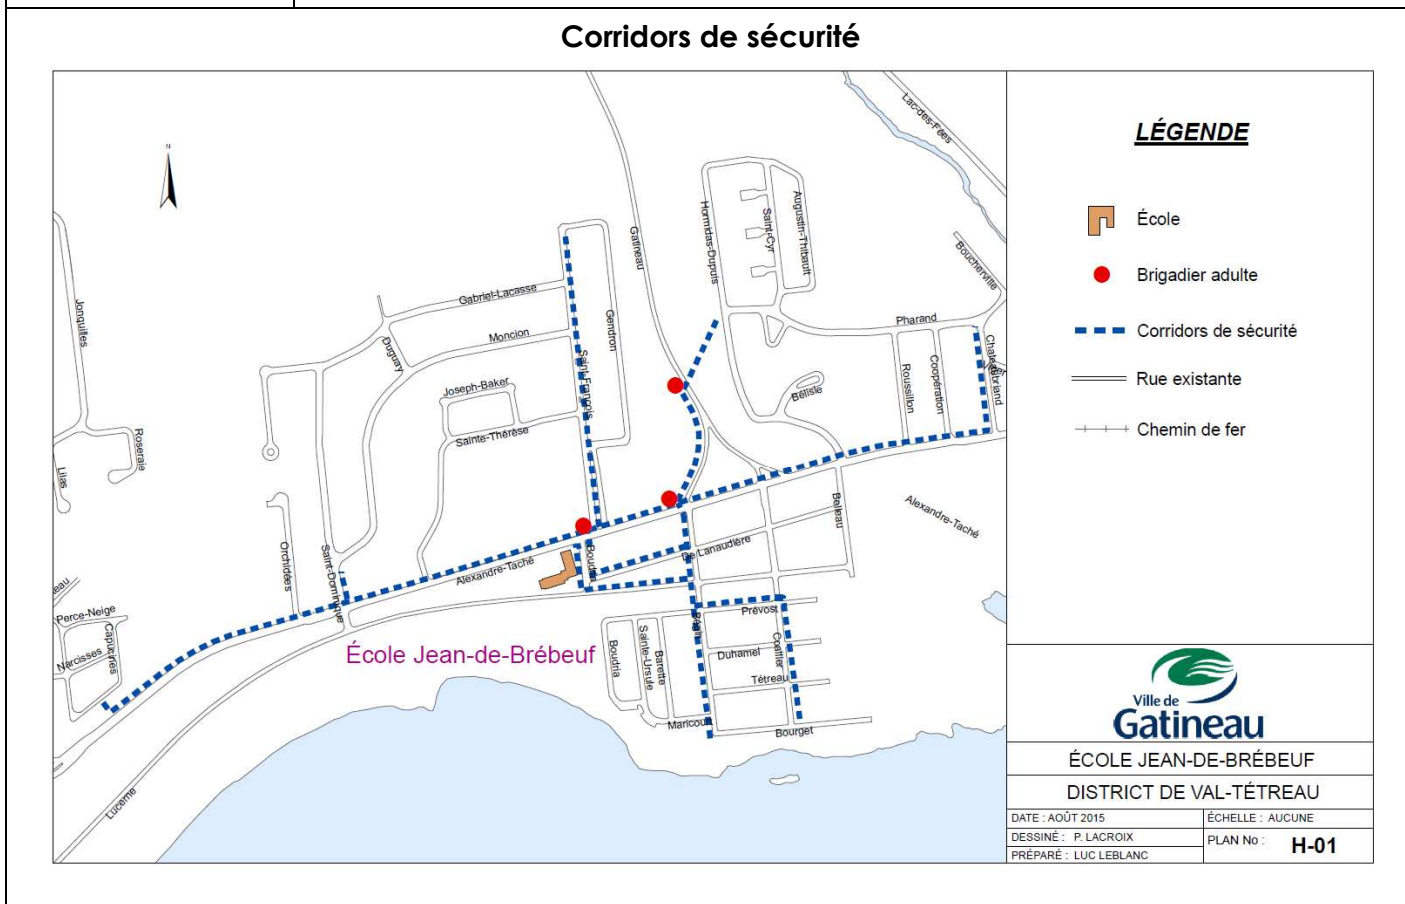 Corridors de sécurité
N
Lac-des-Fées
Augustin-Thibault
Saint-Cyr
Hormidas-Dupuis
Gatineau
Boucherville
Jonquilles
Gabriel-Lacasse
Gendron
Moncion
Pharand
Duguay
Saint-François
Chateaubriand
Coopération
Roussillon
Joseph-Baker
Bélisle
Sainte-Thérèse
Roseraie
Lilas
Belleau
Alexandre-Taché
De Lanaudière
Orchidées
Saint-Dominique
Alexandre-Taché
Boudria
Perce-Neige
Capucines
Narcisses
Prévost
Bégin
Coallier
École Jean-de-Brébeuf
Boudria
Sainte-Ursule
Barette
Duhamel
Tétreau
Maricourt
Bourget
Lucerne
LÉGENDE
École
Brigadier adulte
Corridors de sécurité
Rue existante
Chemin de fer
Ville de
Gatineau
ÉCOLE JEAN-DE-BRÉBEUF
DISTRICT DE VAL-TÉTREAU
DATE : AOÛT 2015
ÉCHELLE : AUCUNE
DESSINÉ : P. LACROIX
PLAN No : H-01
PRÉPARÉ : LUC LEBLANC